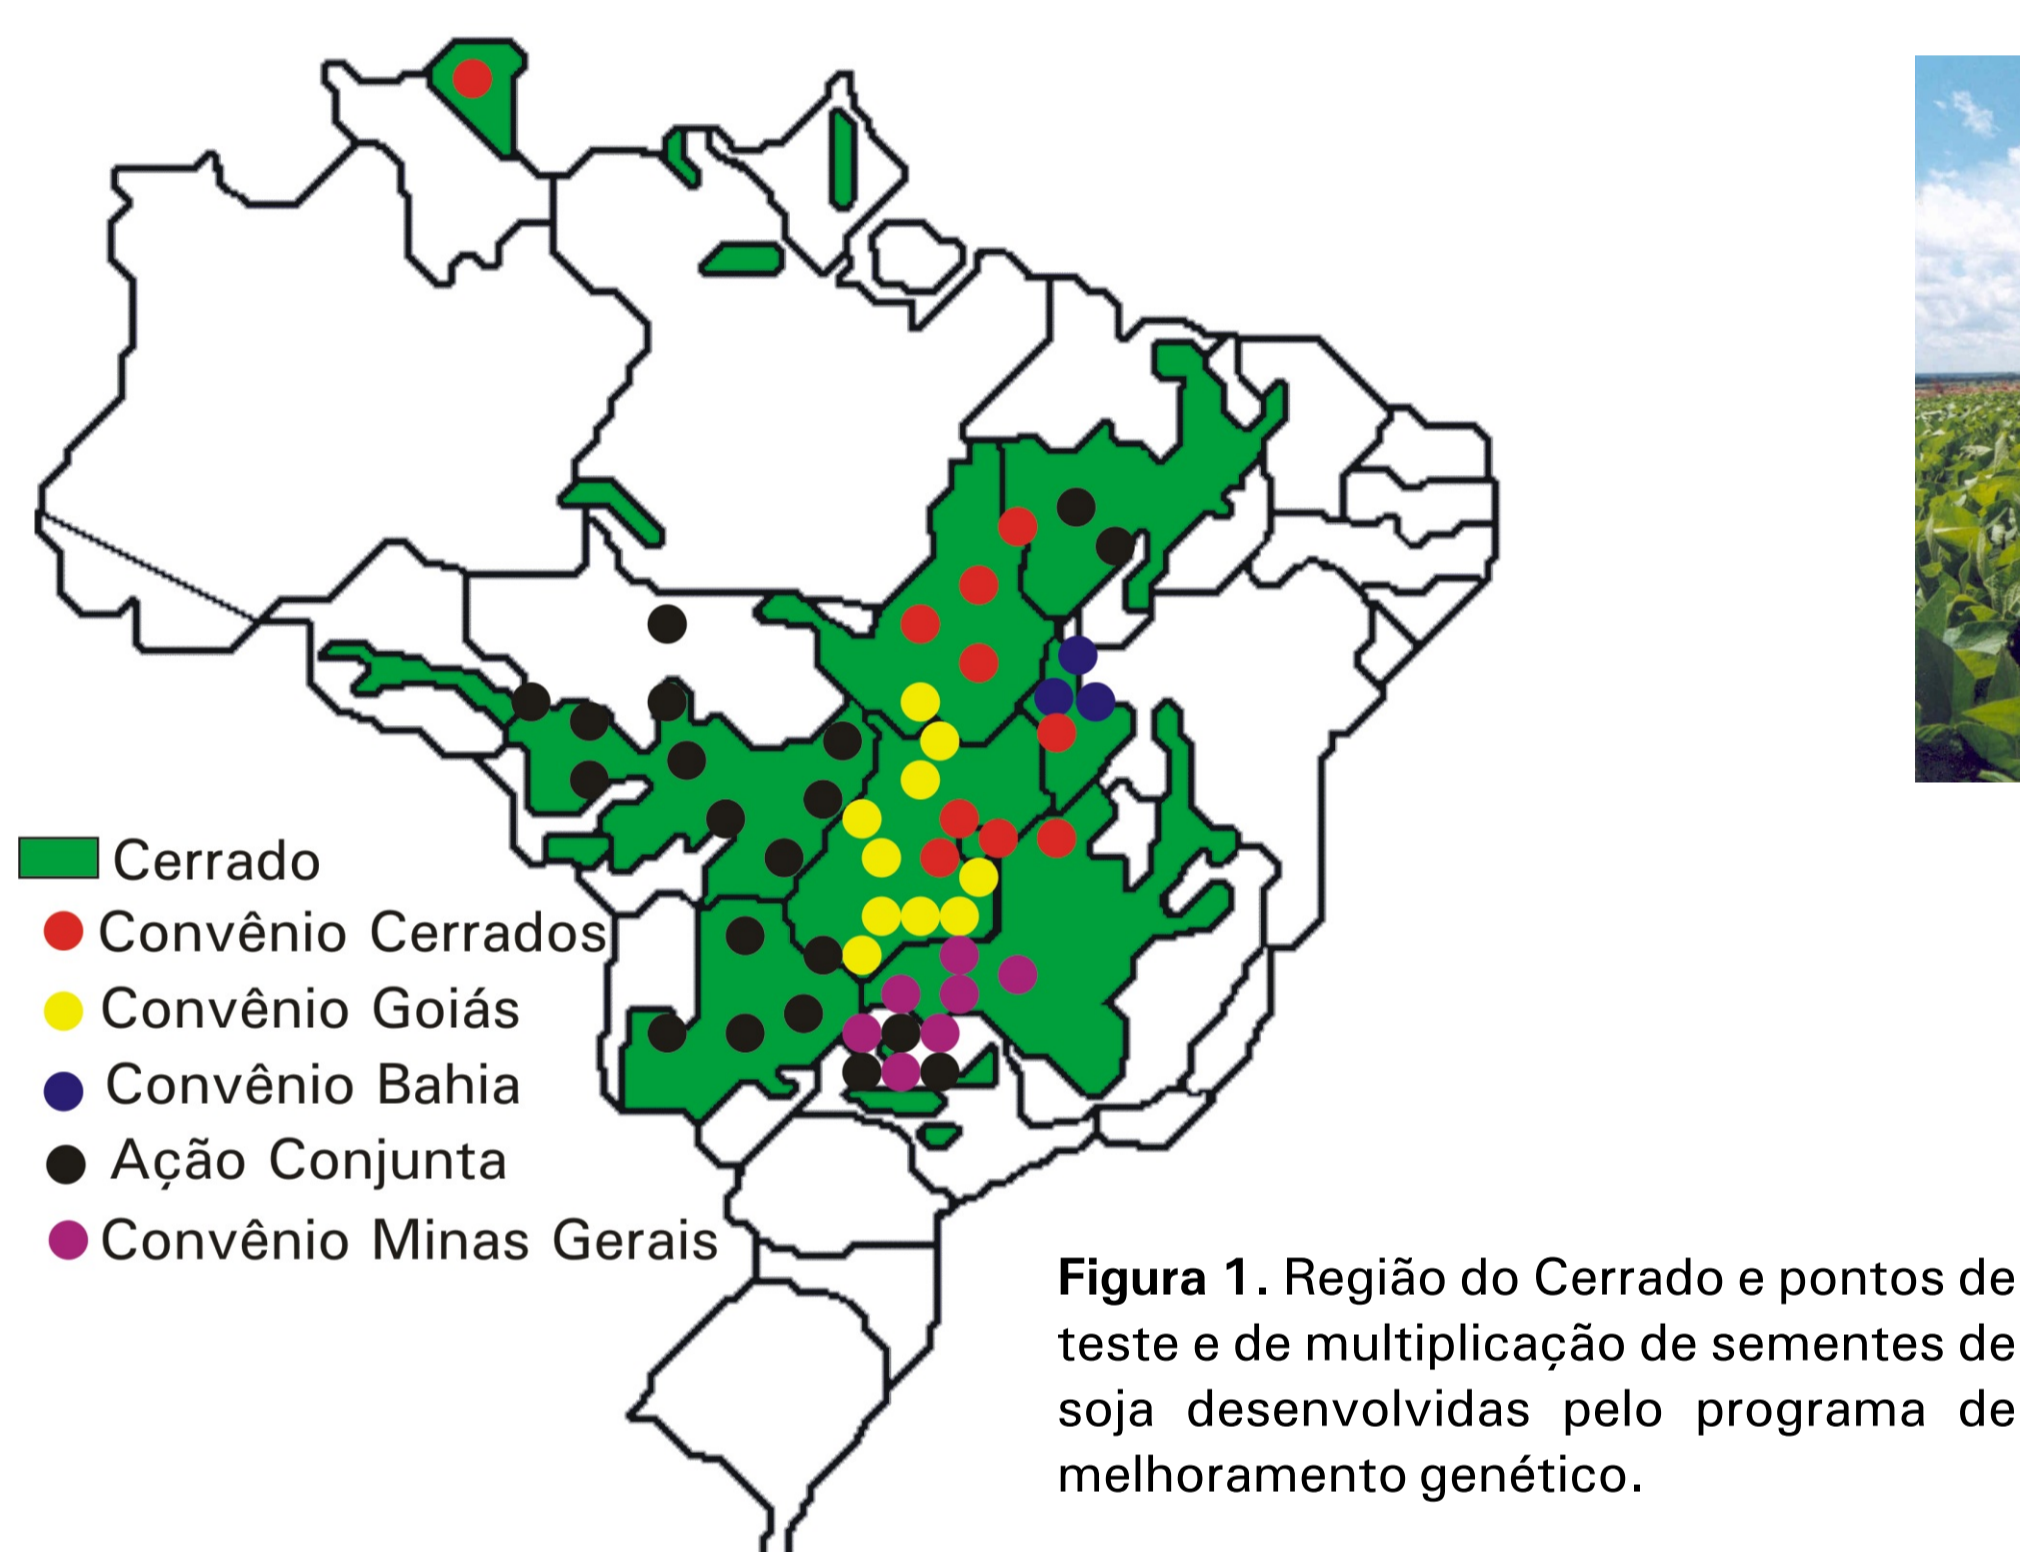 Cerrado
Convênio Cerrados
Convênio Goiás
Convênio Bahia
Ação Conjunta
Convênio Minas Gerais
Figura 1. Região do Cerrado e pontos de
teste e de multiplicação de sementes de
soja desenvolvidas pelo programa de
melhoramento genético.